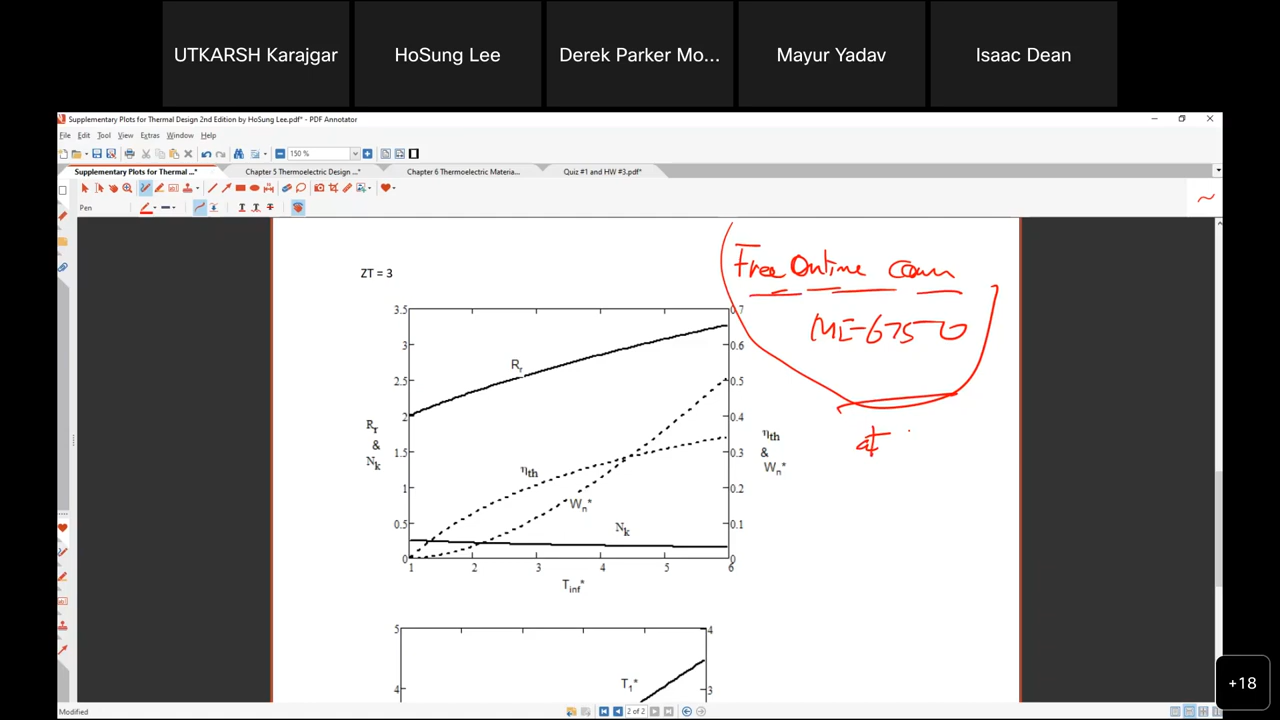 UTKARSH Karajgar
HoSung Lee
Derek Parker Mo...
Mayur Yadav
Isaac Dean
Supplementary Plots for Thermal Design 2nd Edition by HoSung Lee.pdf* - PDF Annotator
File Edit Tool View Extras Window Help
150 %
Supplementary Plots for Thermal ...*
Chapter 5 Thermoelectric Design ...*
Chapter 6 Thermoelectric Materia...
Quiz #1 and HW #3.pdf*
Pen
Free Online
ME-6750
at
ZT = 3
3.5
3
2.5
2
1.5
1
0.5
0
0.7
0.6
0.5
0.4
0.3
0.2
0.1
0
Rr
&
Nk
Rr
ηth
Wn*
Nk
ηth
&
Wn*
1 2 3 4 5 6
Tinf*
5
4
4
3
T1*
+18
Modified
2 of 2